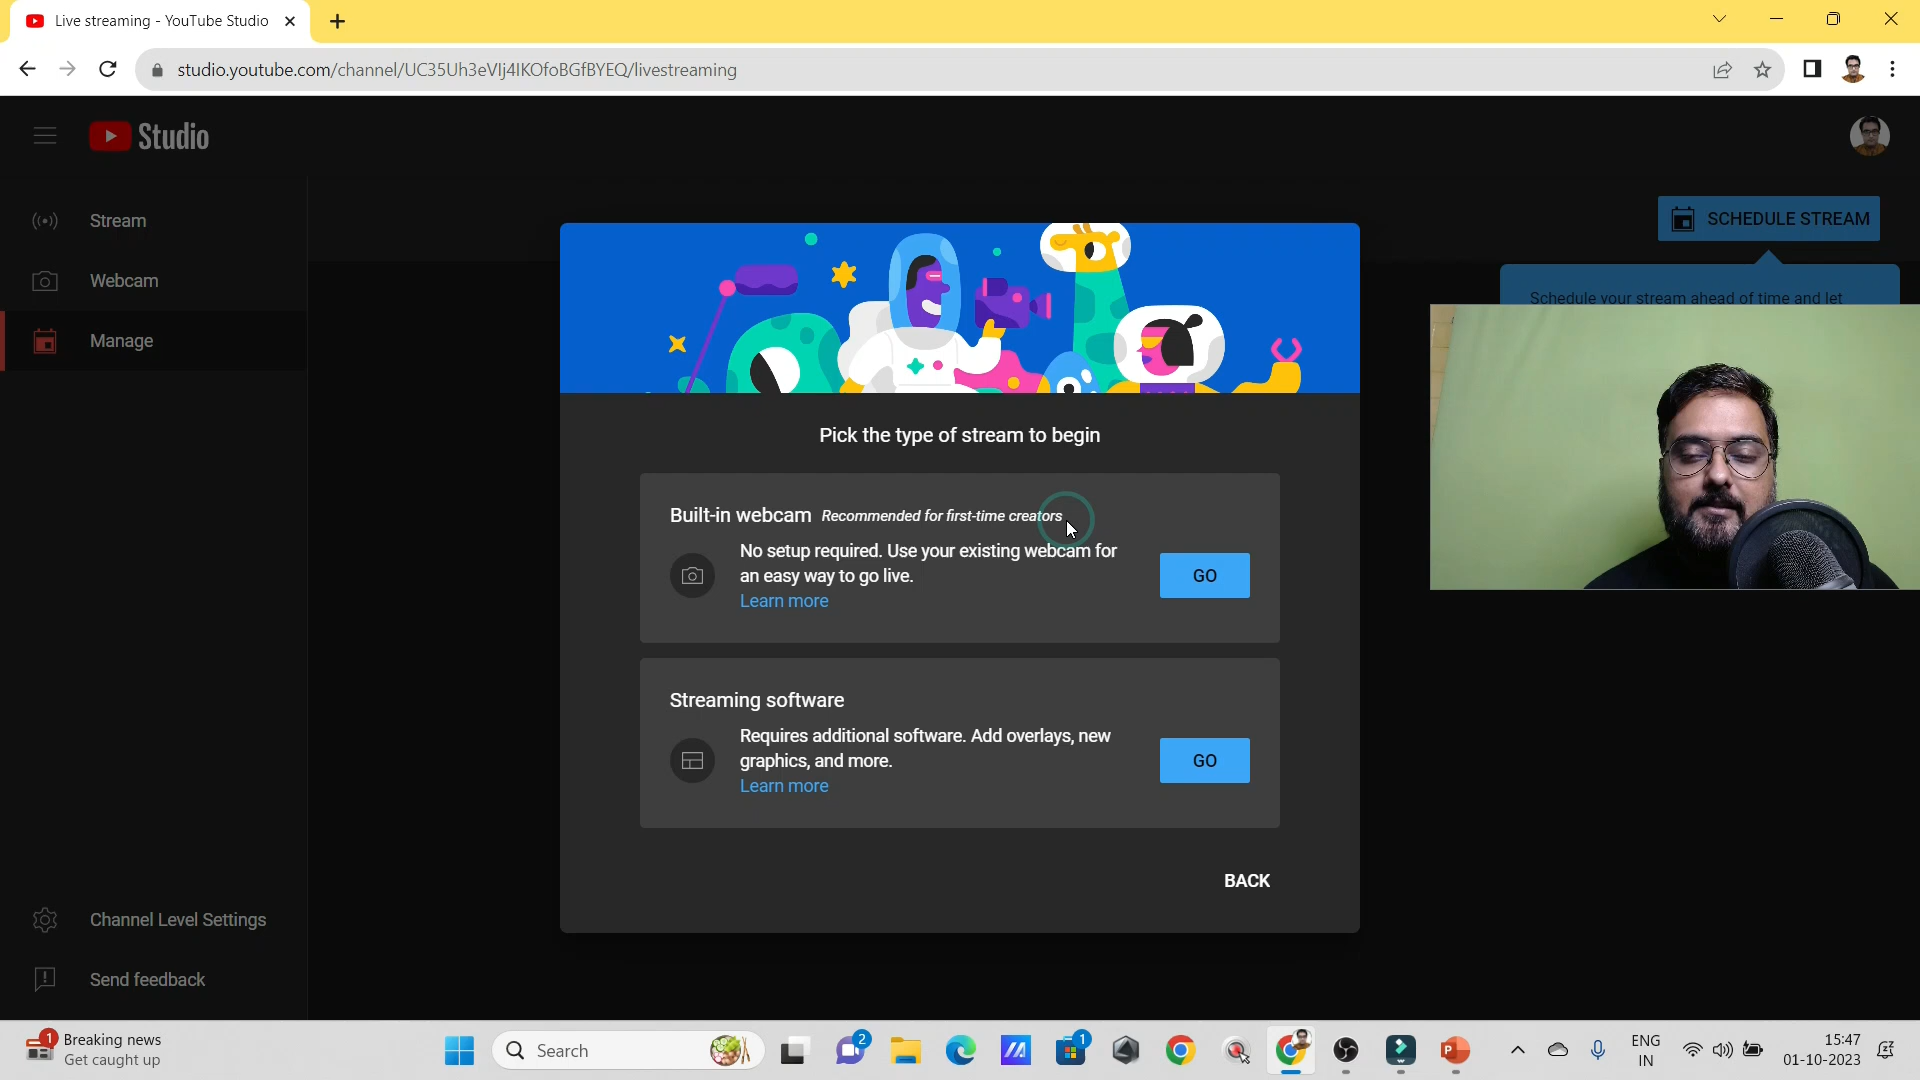 Live streaming - YouTube Studio
studio.youtube.com/channel/UC35Uh3eVlj4lKOfoBGfBYEQ/livestreaming
Studio
Stream
Webcam
Manage
SCHEDULE STREAM
Schedule your stream ahead of time and let
Pick the type of stream to begin
Built-in webcam Recommended for first-time creators
No setup required. Use your existing webcam for
an easy way to go live.
Learn more
GO
Streaming software
Requires additional software. Add overlays, new
graphics, and more.
Learn more
GO
BACK
Channel Level Settings
Send feedback
1
Breaking news
Get caught up
Search
2
1
P
ENG
IN
15:47
01-10-2023